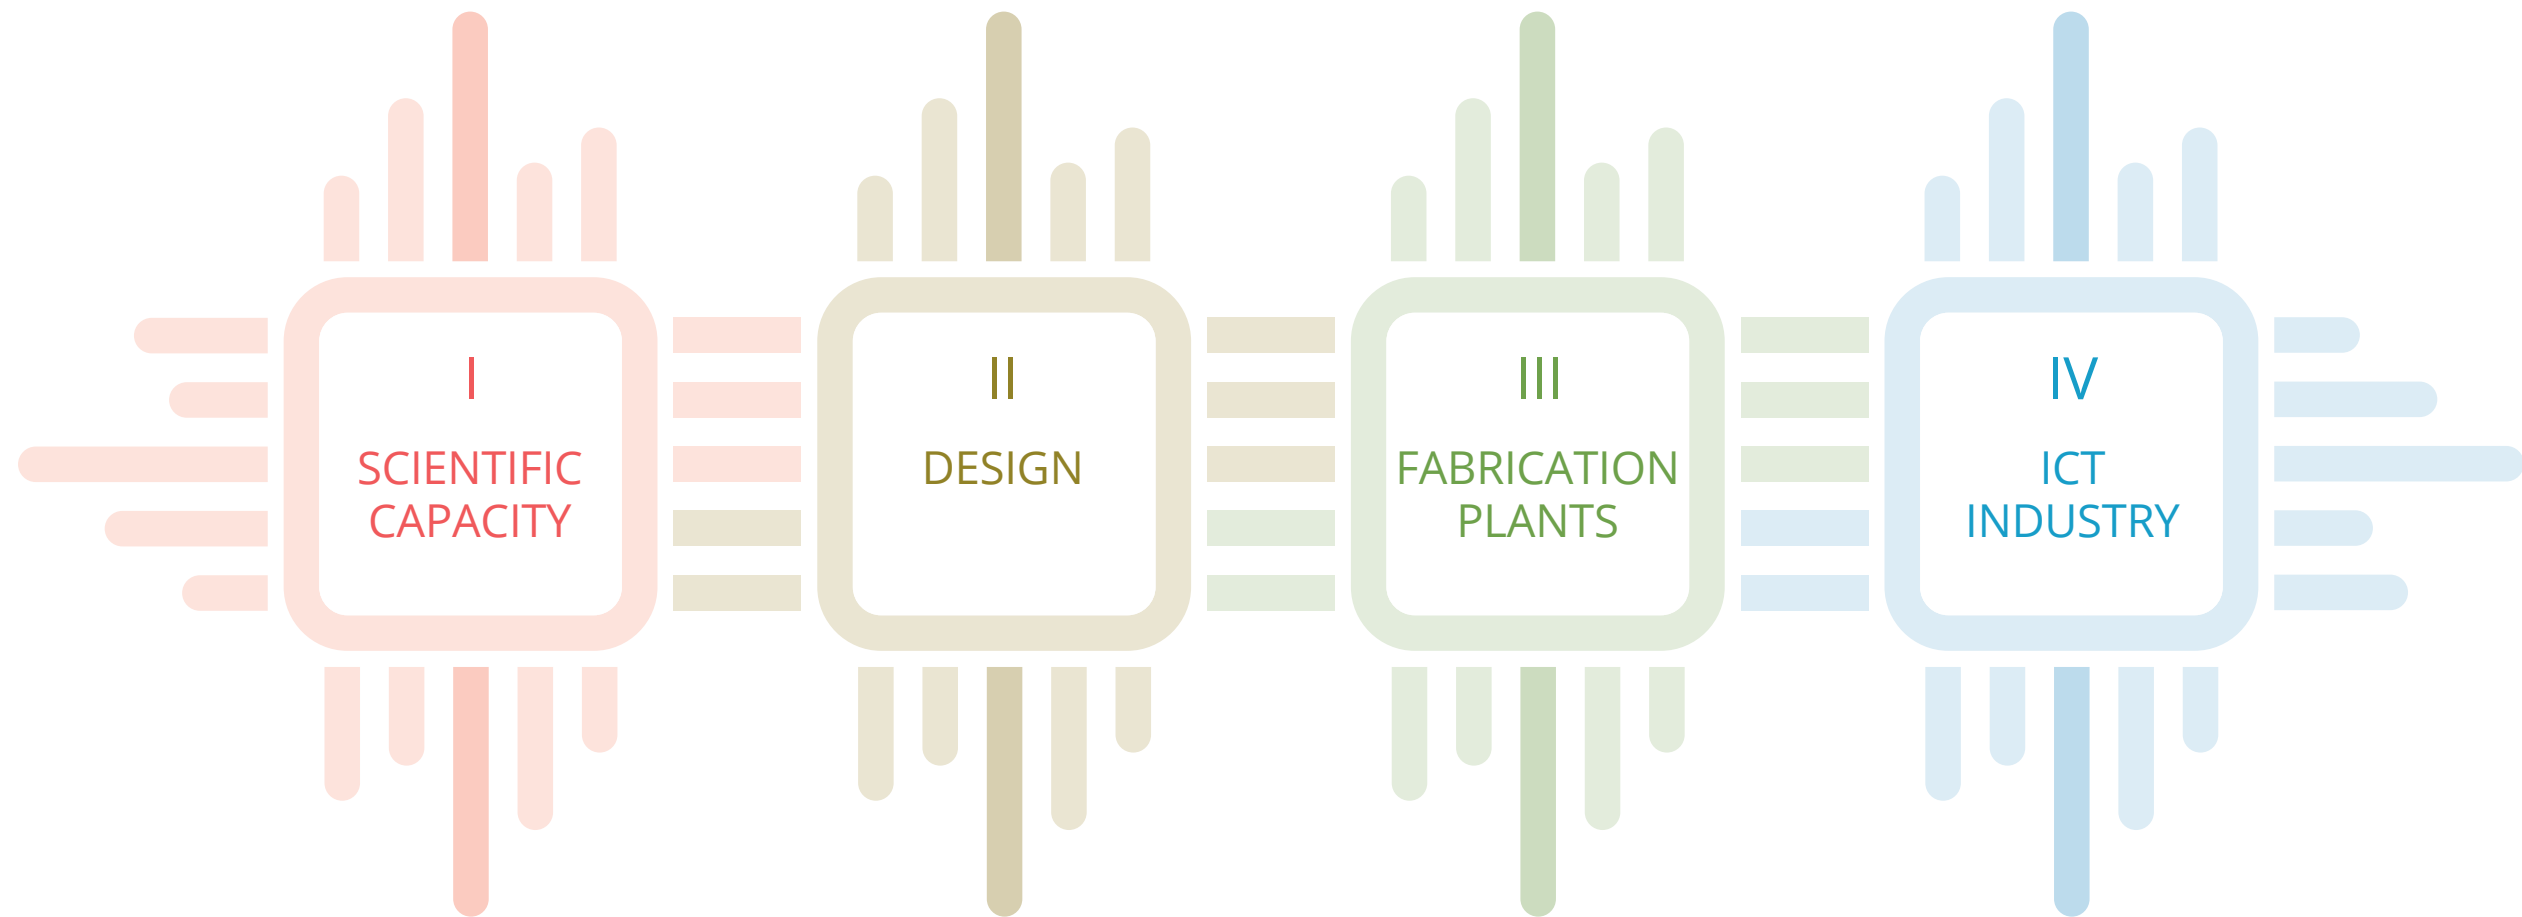 I
SCIENTIFIC
CAPACITY
II
DESIGN
III
FABRICATION
PLANTS
IV
ICT
INDUSTRY